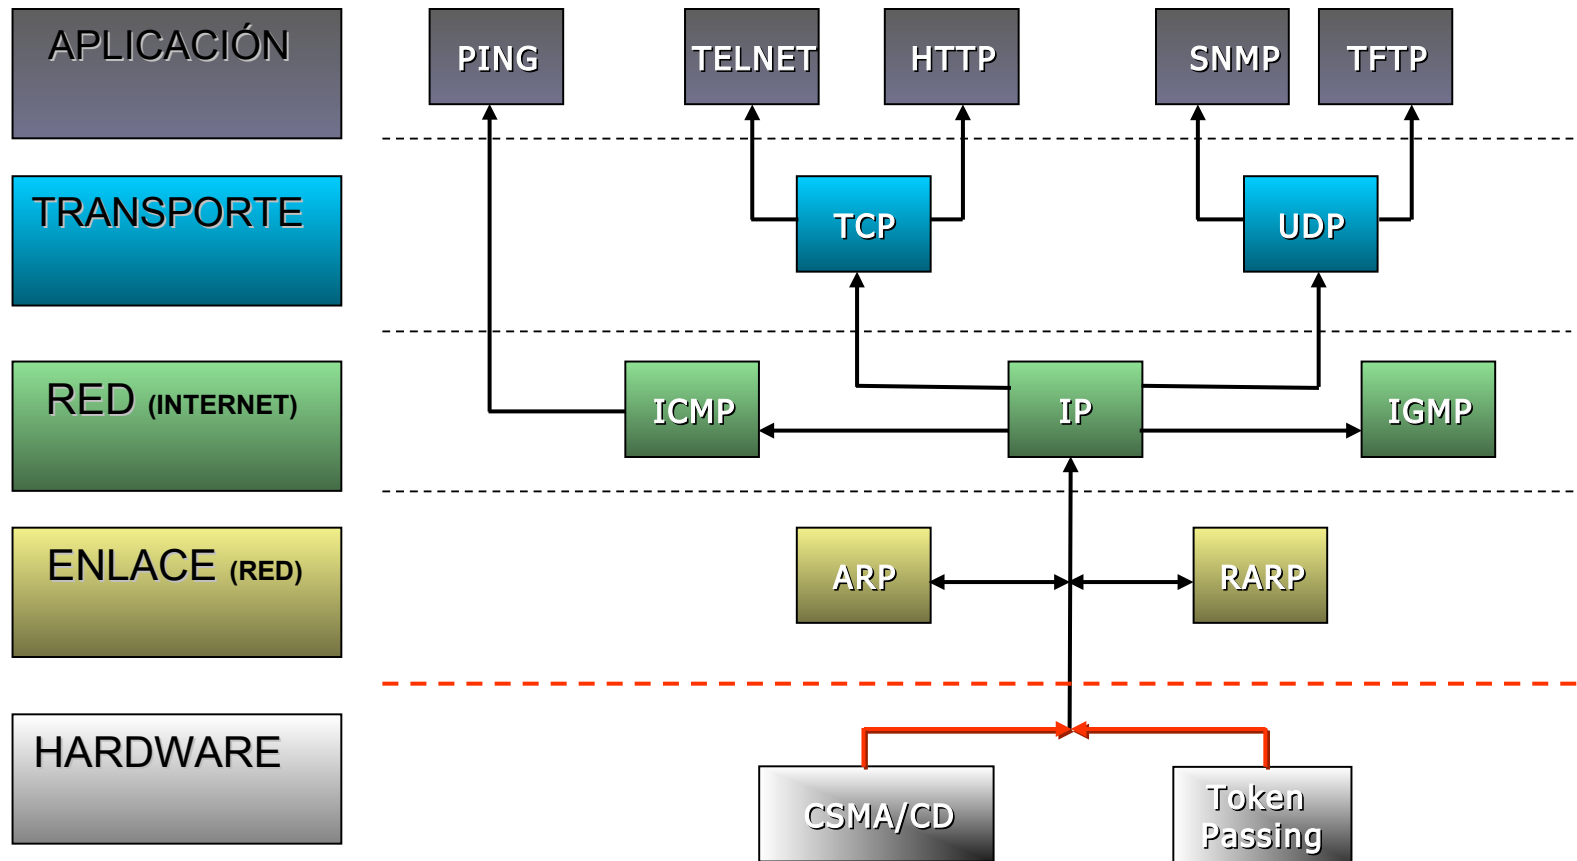 APLICACIÓN
PING
TELNET
HTTP
SNMP
TFTP
TRANSPORTE
TCP
UDP
RED (INTERNET)
ICMP
IP
IGMP
ENLACE (RED)
ARP
RARP
HARDWARE
CSMA/CD
Token
Passing